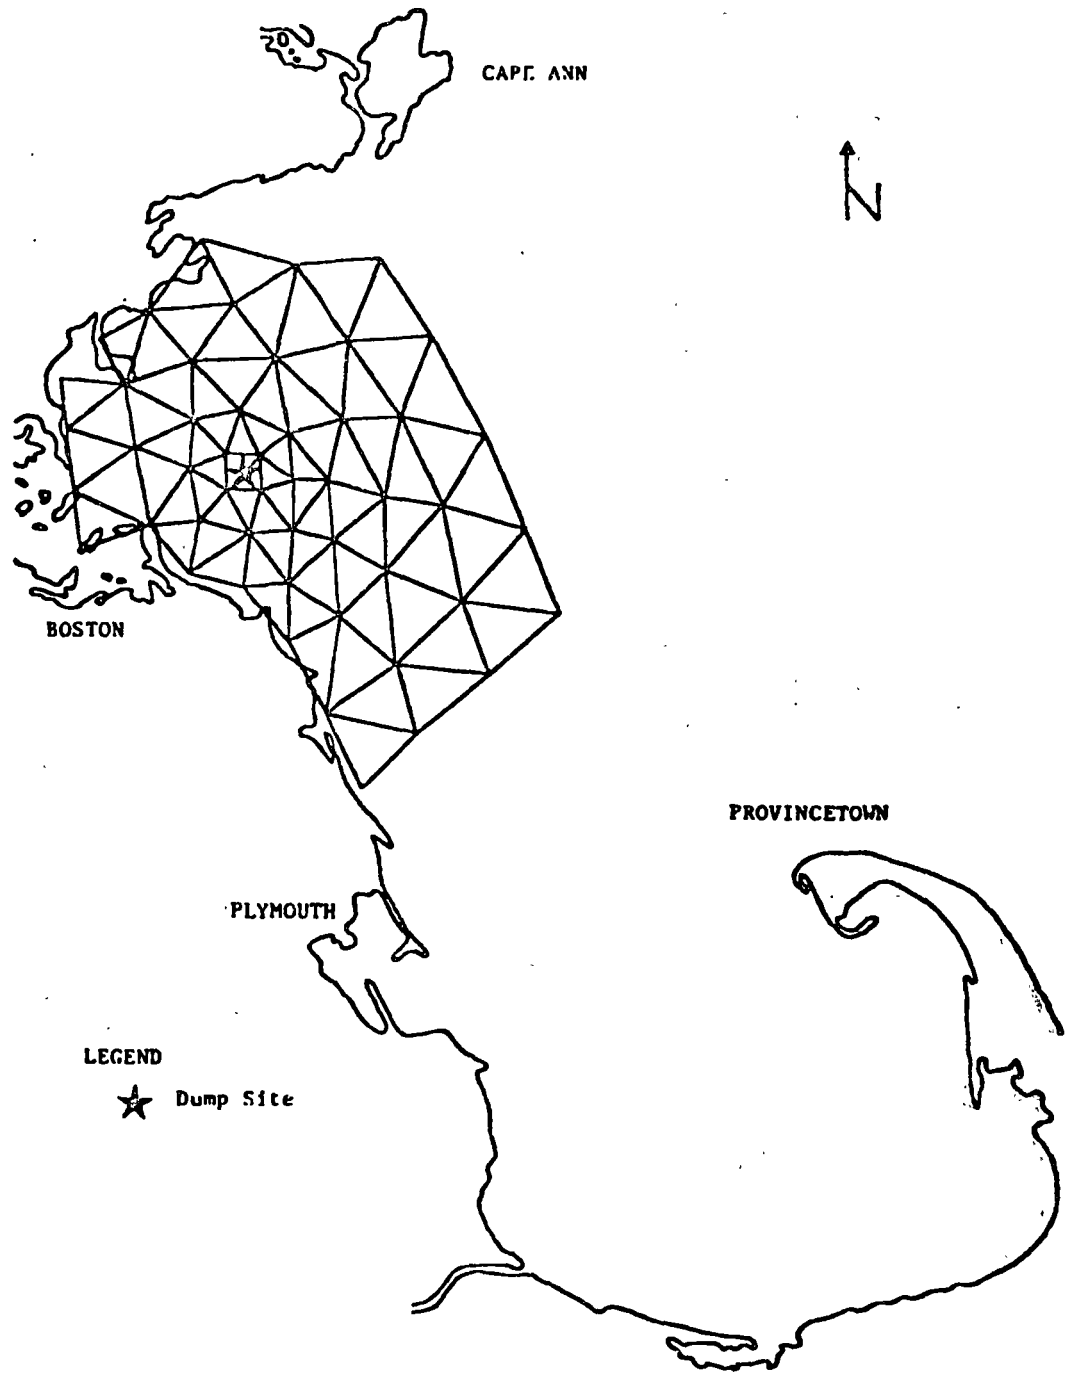 CAPE ANN
N
BOSTON
PROVINCETOWN
PLYMOUTH
LEGEND
Dump Site